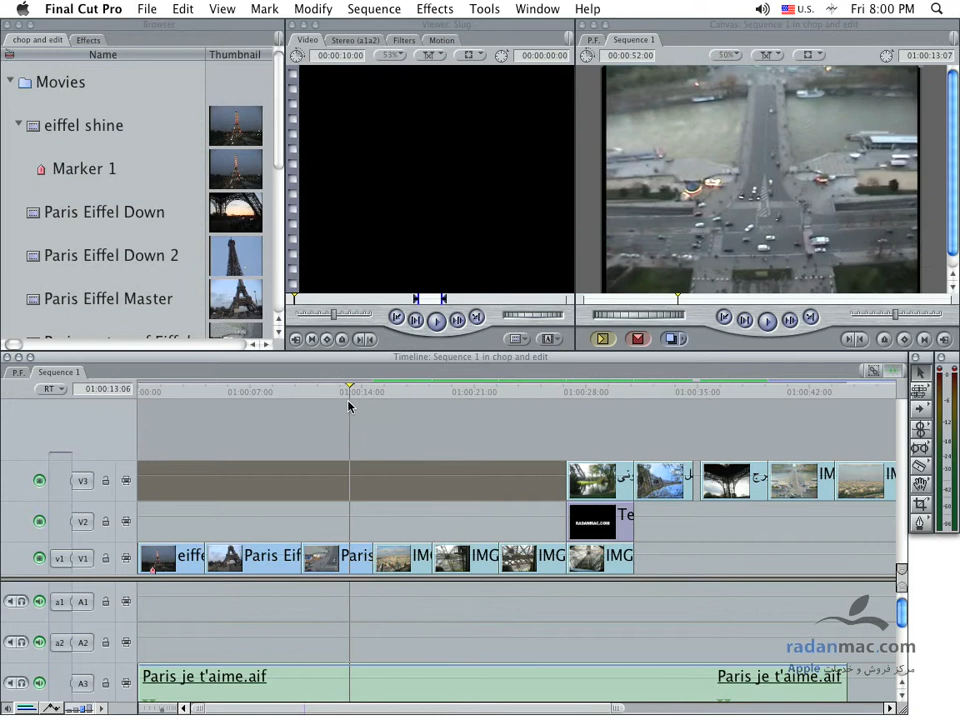 Final Cut Pro File Edit View Mark Modify Sequence Effects Tools Window Help U.S. Fri 8:00 PM
Browser
Viewer: Slug
Canvas: Sequence 1 in chop and edit
chop and edit Effects
Video Stereo (a1a2) Filters Motion
P.F. Sequence 1
Name Thumbnail
00:00:10:00 53% 00:00:00:00
00:00:52:00 50% 01:00:13:07
Movies
eiffel shine
Marker 1
Paris Eiffel Down
Paris Eiffel Down 2
Paris Eiffel Master
Timeline: Sequence 1 in chop and edit
P.F. Sequence 1
RT 01:00:13:06 00:00 01:00:07:00 01:00:14:00 01:00:21:00 01:00:28:00 01:00:35:00 01:00:42:00
V3 IM IM
V2 RADANMAC.COM Te
v1 V1 eiffe Paris Eif Paris IMG IMG IMG IMG
a1 A1
a2 A2
A3 Paris je t'aime.aif Paris je t'aime.aif
radanmac.com
مرکز فروش و خدمات Apple